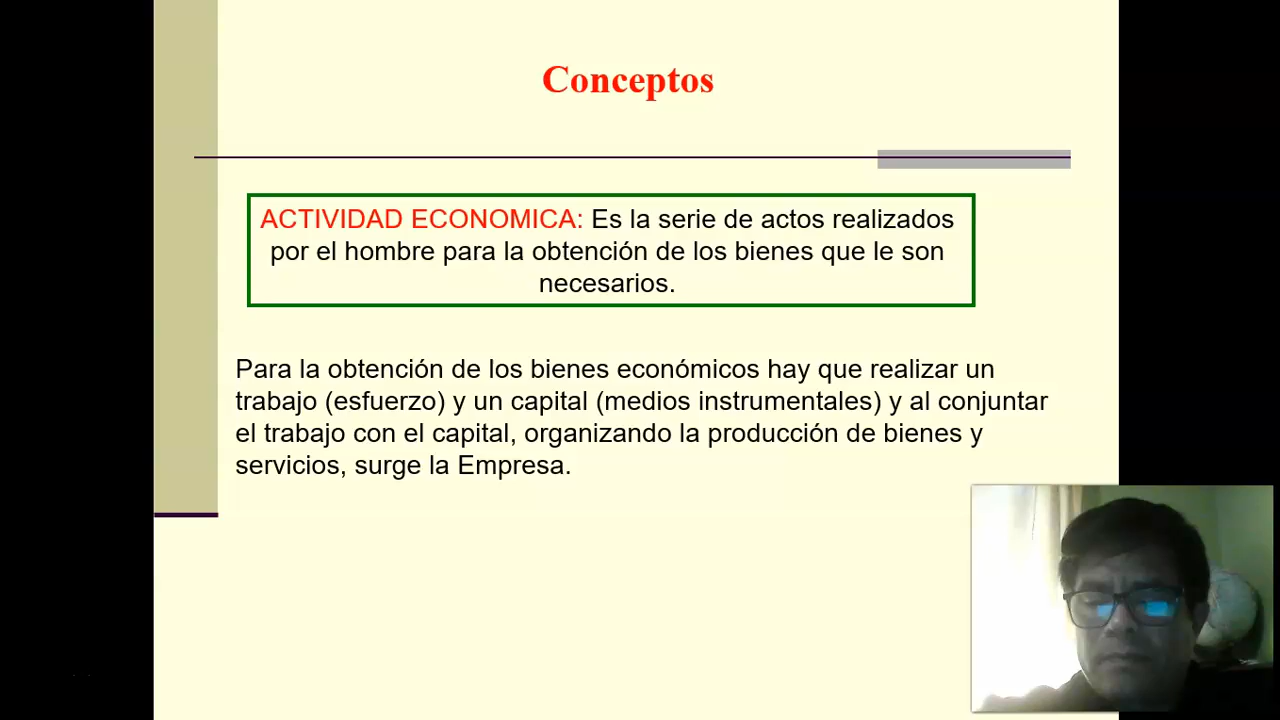 Conceptos
ACTIVIDAD ECONOMICA: Es la serie de actos realizados
por el hombre para la obtención de los bienes que le son
necesarios.
Para la obtención de los bienes económicos hay que realizar un
trabajo (esfuerzo) y un capital (medios instrumentales) y al conjuntar
el trabajo con el capital, organizando la producción de bienes y
servicios, surge la Empresa.